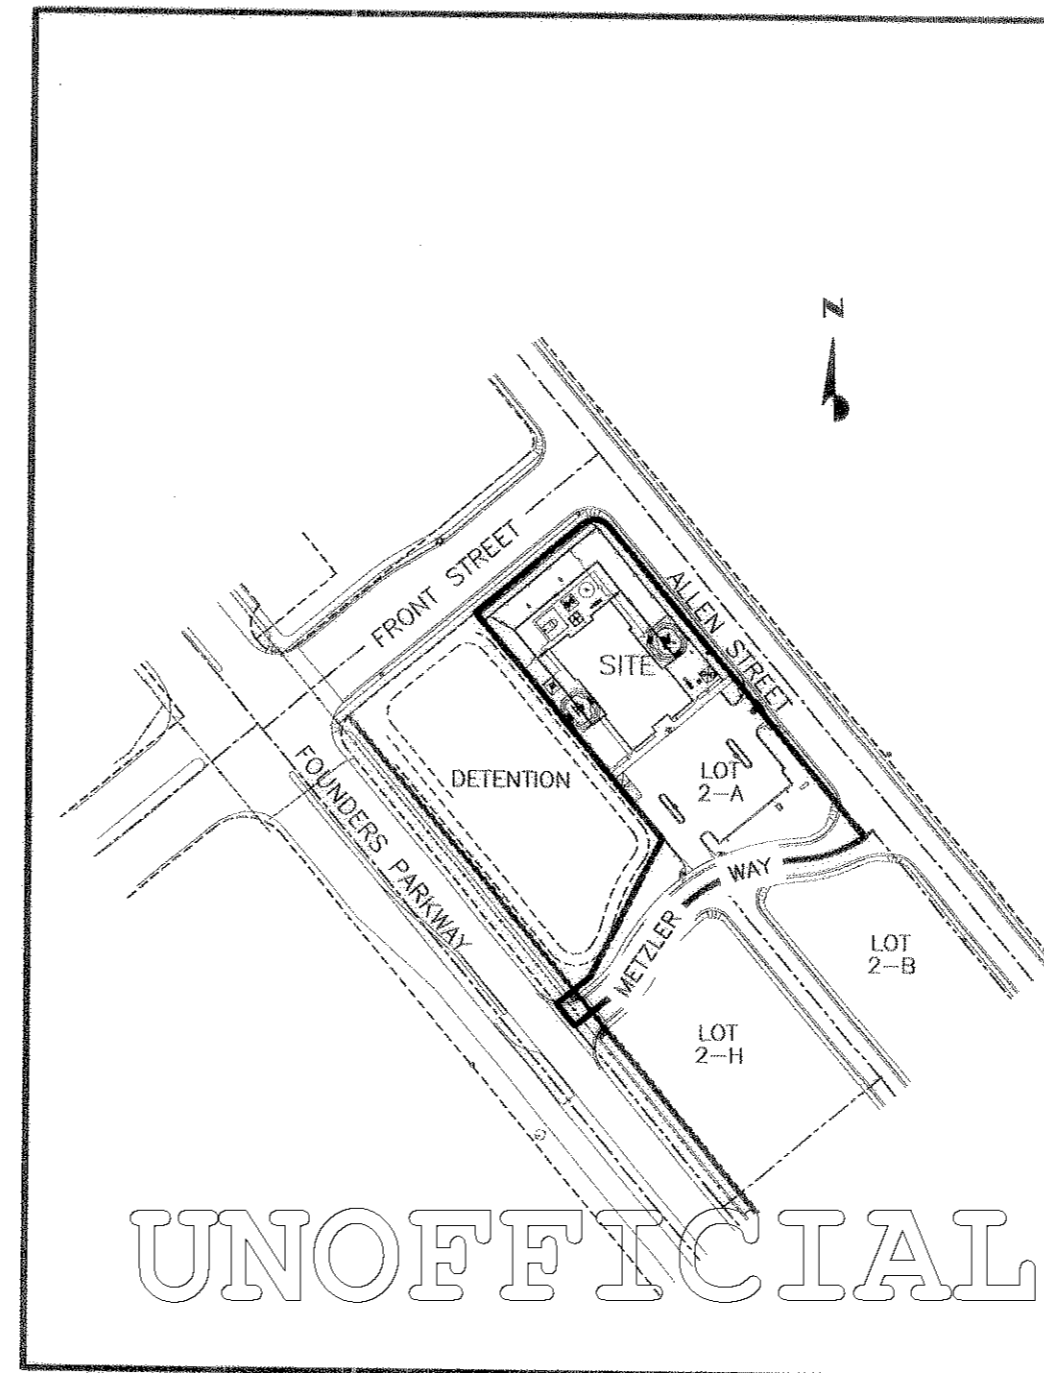 N
FRONT STREET
ALLEN STREET
SITE
FOUNDERS PARKWAY
DETENTION
LOT
2-A
METZLER WAY
LOT
2-B
LOT
2-H
UNOFFICIAL